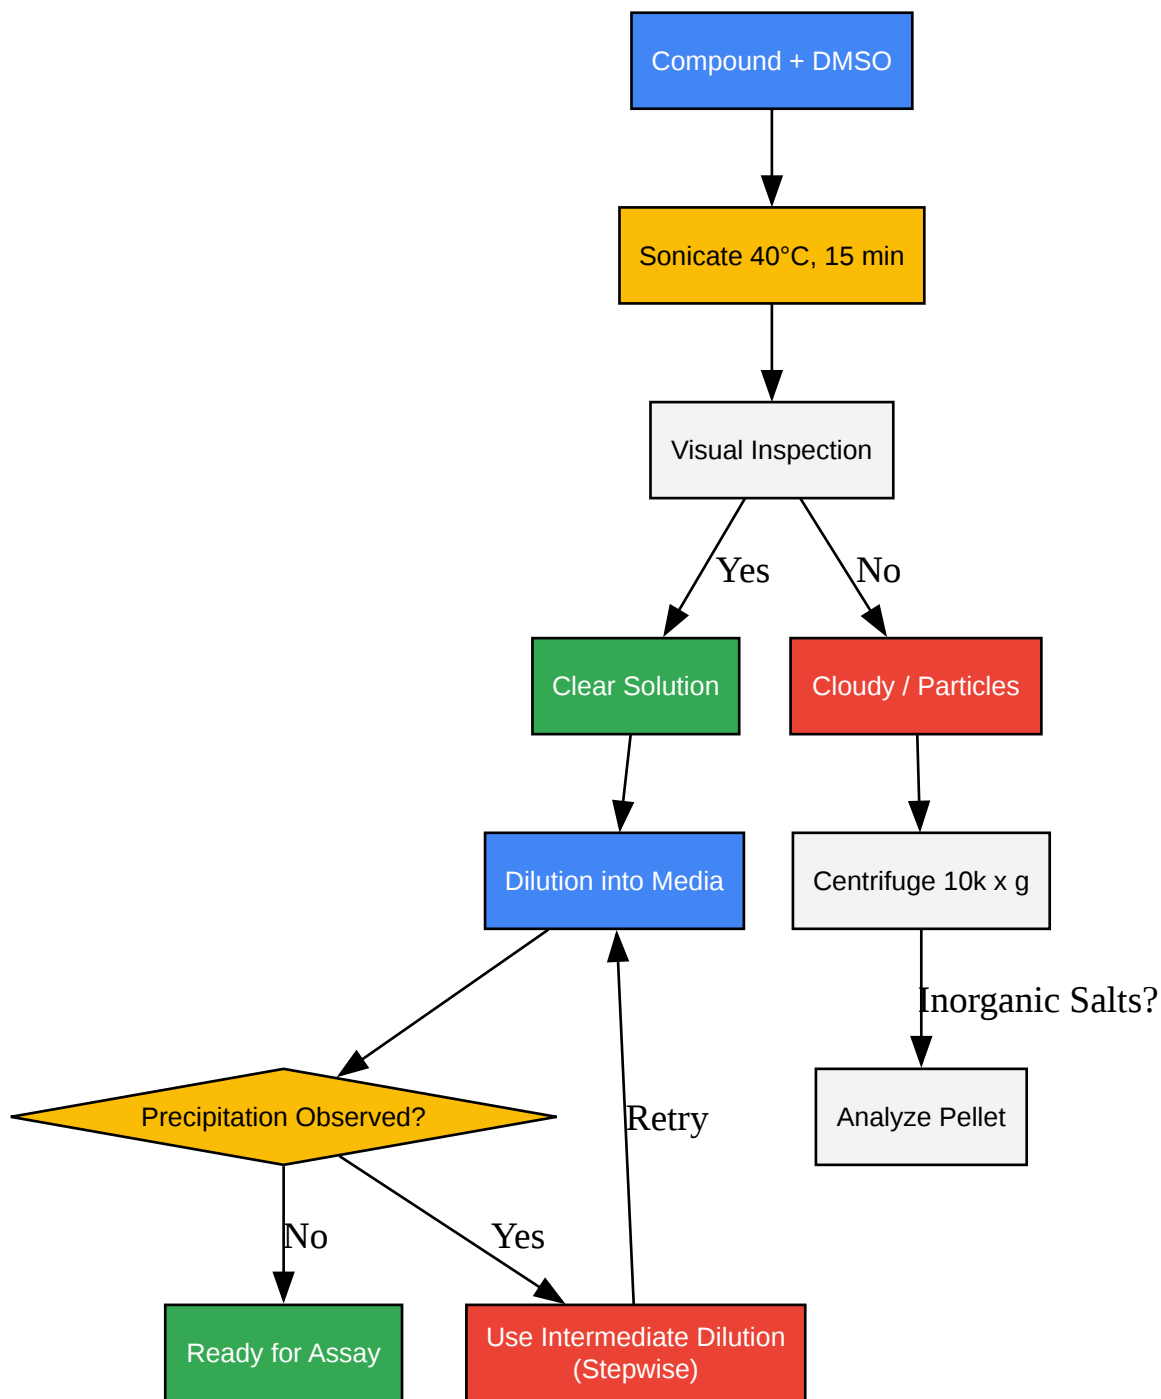 Compound + DMSO
Sonicate 40°C, 15 min
Visual Inspection
Yes
No
Clear Solution
Cloudy / Particles
Dilution into Media
Centrifuge 10k x g
Inorganic Salts?
Precipitation Observed?
Retry
Analyze Pellet
No
Yes
Ready for Assay
Use Intermediate Dilution
(Stepwise)